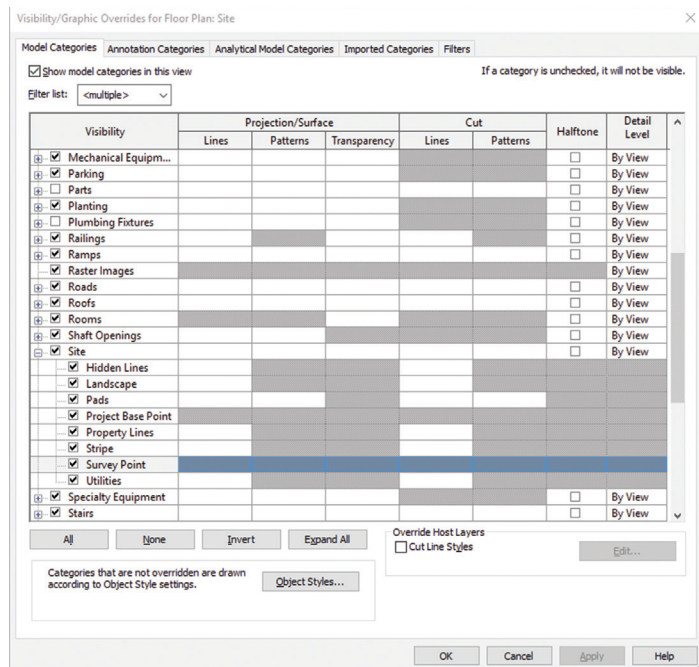 Visibility/Graphic Overrides for Floor Plan: Site
Model Categories Annotation Categories Analytical Model Categories Imported Categories Filters
Show model categories in this view
If a category is unchecked, it will not be visible.
Filter list: <multiple>
Visibility Projection/Surface Cut Halftone Detail Level
Lines Patterns Transparency Lines Patterns
Mechanical Equipm... By View
Parking By View
Parts By View
Planting By View
Plumbing Fixtures By View
Railings By View
Ramps By View
Raster Images By View
Roads By View
Roofs By View
Rooms By View
Shaft Openings By View
Site By View
Hidden Lines
Landscape
Pads
Project Base Point
Property Lines
Stripe
Survey Point
Utilities
Specialty Equipment By View
Stairs By View
All None Invert Expand All
Override Host Layers
Cut Line Styles Edit...
Categories that are not overridden are drawn
according to Object Style settings.
Object Styles...
OK Cancel Apply Help